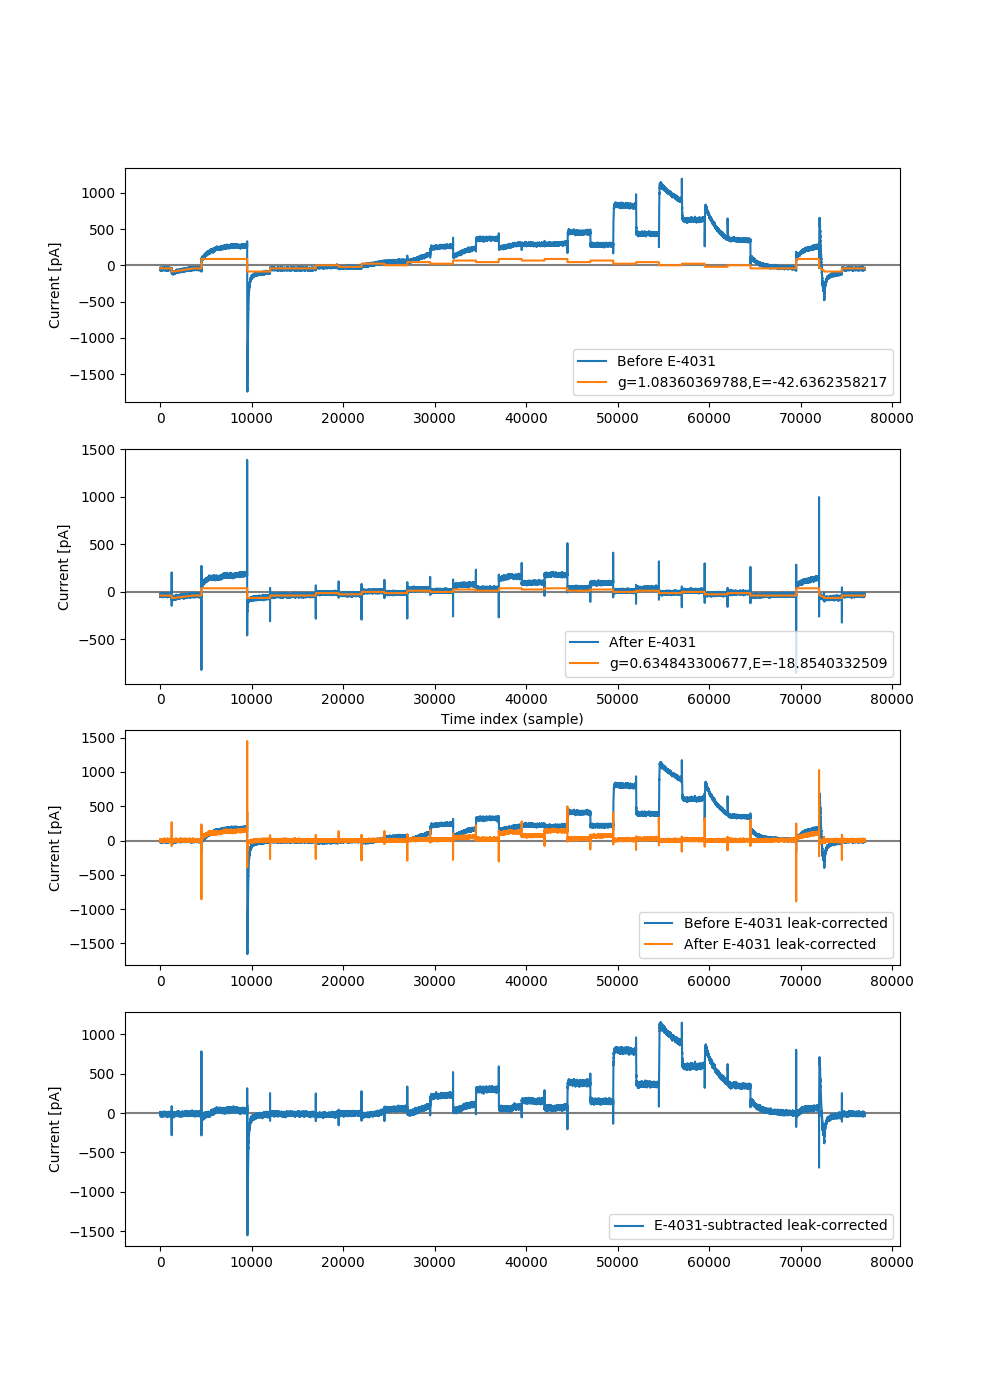 1000
500
0
−500
−1000
−1500
Current [pA]
Before E-4031
g=1.08360369788,E=-42.6362358217
0 10000 20000 30000 40000 50000 60000 70000 80000
1500
1000
500
0
−500
Current [pA]
After E-4031
g=0.634843300677,E=-18.8540332509
0 10000 20000 30000 40000 50000 60000 70000 80000
Time index (sample)
1500
1000
500
0
−500
−1000
−1500
Current [pA]
Before E-4031 leak-corrected
After E-4031 leak-corrected
0 10000 20000 30000 40000 50000 60000 70000 80000
1000
500
0
−500
−1000
−1500
Current [pA]
E-4031-subtracted leak-corrected
0 10000 20000 30000 40000 50000 60000 70000 80000